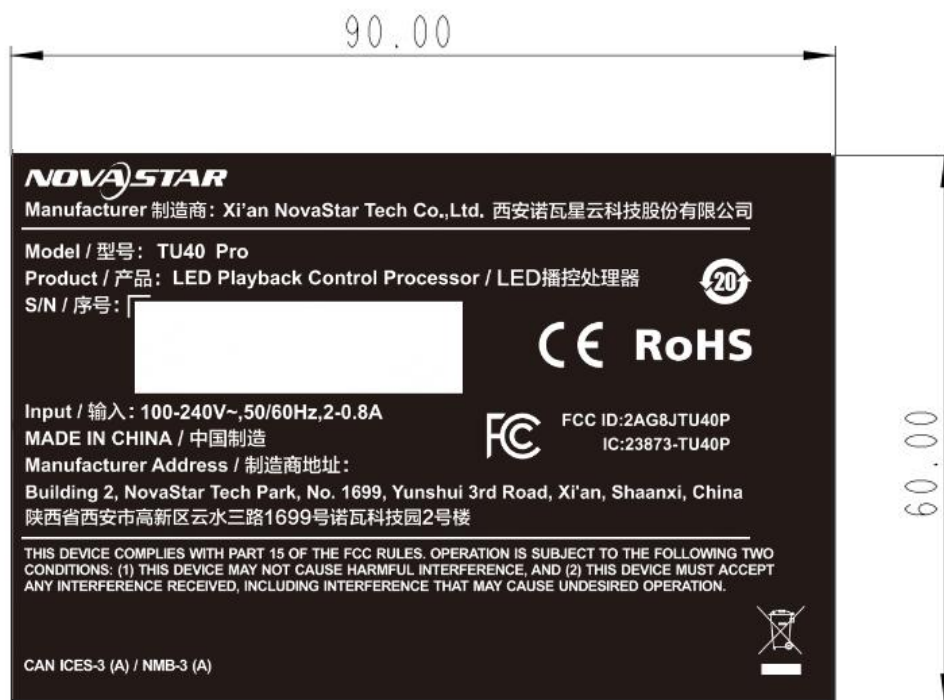 90.00
NOVASTAR
Manufacturer 制造商: Xi'an NovaStar Tech Co.,Ltd. 西安诺瓦星云科技股份有限公司
Model / 型号: TU40 Pro
Product / 产品: LED Playback Control Processor / LED播控处理器
20
S/N / 序号:
CE RoHS
Input / 输入: 100-240V~,50/60Hz,2-0.8A
FC FCC ID:2AG8JTU40P
MADE IN CHINA / 中国制造
IC:23873-TU40P
Manufacturer Address / 制造商地址:
Building 2, NovaStar Tech Park, No. 1699, Yunshui 3rd Road, Xi'an, Shaanxi, China
陕西省西安市高新区云水三路1699号诺瓦科技园2号楼
THIS DEVICE COMPLIES WITH PART 15 OF THE FCC RULES. OPERATION IS SUBJECT TO THE FOLLOWING TWO
CONDITIONS: (1) THIS DEVICE MAY NOT CAUSE HARMFUL INTERFERENCE, AND (2) THIS DEVICE MUST ACCEPT
ANY INTERFERENCE RECEIVED, INCLUDING INTERFERENCE THAT MAY CAUSE UNDESIRED OPERATION.
CAN ICES-3 (A) / NMB-3 (A)
60.00